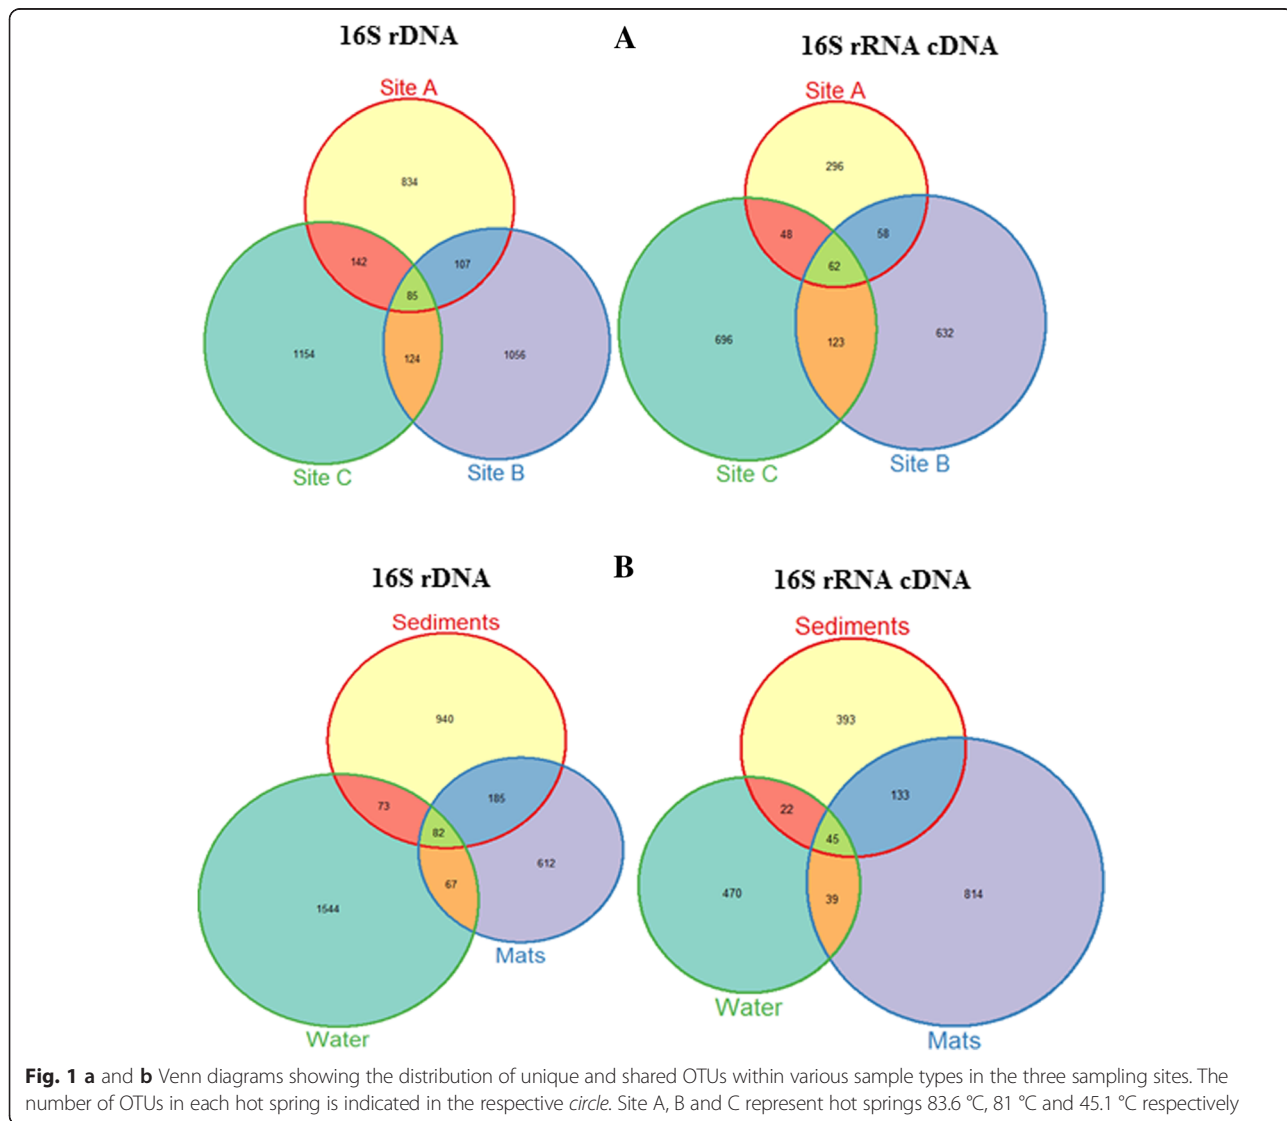 16S rDNA
A
16S rRNA cDNA
Site A
834
142
107
85
1154
124
1056
Site C
Site B
Site A
296
48
58
62
696
123
632
Site C
Site B
16S rDNA
B
16S rRNA cDNA
Sediments
940
73
185
82
612
67
1544
Mats
Water
Sediments
393
22
133
45
470
39
814
Water
Mats
Fig. 1 a and b Venn diagrams showing the distribution of unique and shared OTUs within various sample types in the three sampling sites. The
number of OTUs in each hot spring is indicated in the respective circle. Site A, B and C represent hot springs 83.6 °C, 81 °C and 45.1 °C respectively